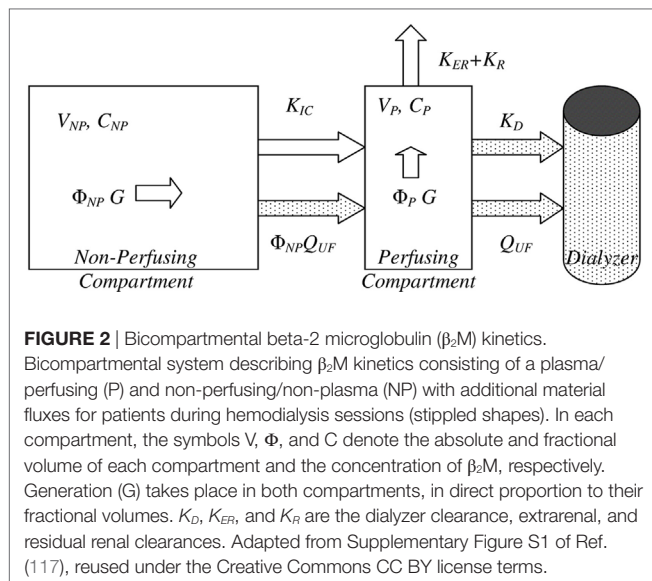 K_ER+K_R
V_NP, C_NP
K_IC
V_P, C_P
K_D
Φ_NP G
Φ_P G
Φ_NPQ_UF
Q_UF
Non-Perfusing
Compartment
Perfusing
Compartment
Dialyzer
FIGURE 2 | Bicompartmental beta-2 microglobulin (β₂M) kinetics.
Bicompartmental system describing β₂M kinetics consisting of a plasma/
perfusing (P) and non-perfusing/non-plasma (NP) with additional material
fluxes for patients during hemodialysis sessions (stippled shapes). In each
compartment, the symbols V, Φ, and C denote the absolute and fractional
volume of each compartment and the concentration of β₂M, respectively.
Generation (G) takes place in both compartments, in direct proportion to their
fractional volumes. K_D, K_ER, and K_R are the dialyzer clearance, extrarenal, and
residual renal clearances. Adapted from Supplementary Figure S1 of Ref.
(117), reused under the Creative Commons CC BY license terms.